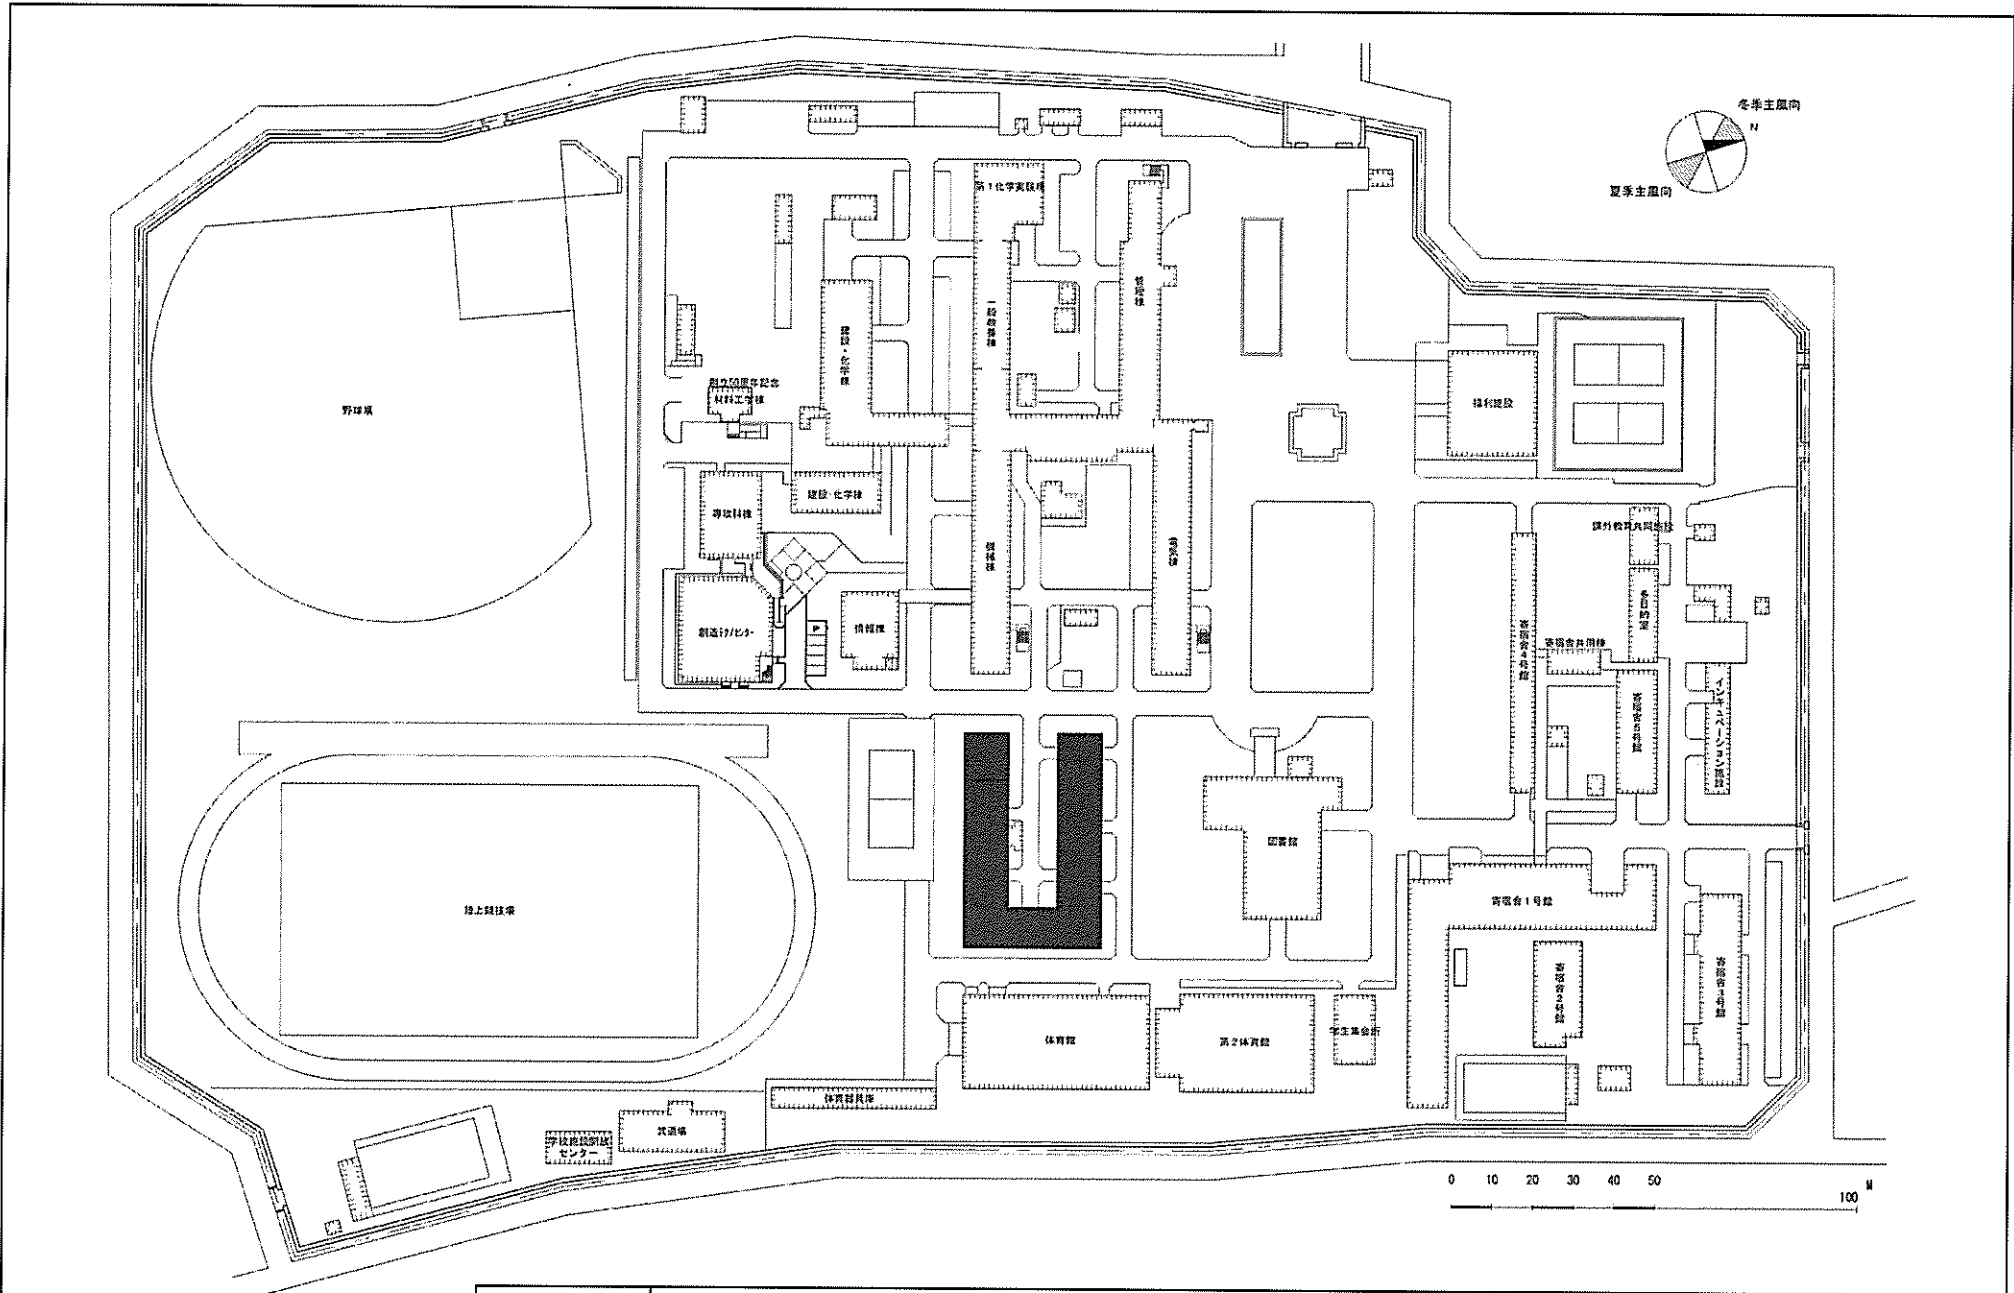 冬季主風向
N
夏季主風向
第1化学実験棟
管理棟
一般教養棟
建設・化学棟
創立50周年記念
材料工学棟
野球場
福利施設
建設・化学棟
専攻科棟
機械棟
課外教育共同施設
多目的室
創造テクノセンター
P
情報棟
寄宿舎4号館
寄宿舎共用棟
寄宿舎5号館
インキュベーション施設
図書館
陸上競技場
寄宿舎1号館
寄宿舎2号館
寄宿舎3号館
体育館
第2体育館
学生集会所
体育器具庫
武道場
学校施設開放
センター
0 10 20 30 40 50 100 M